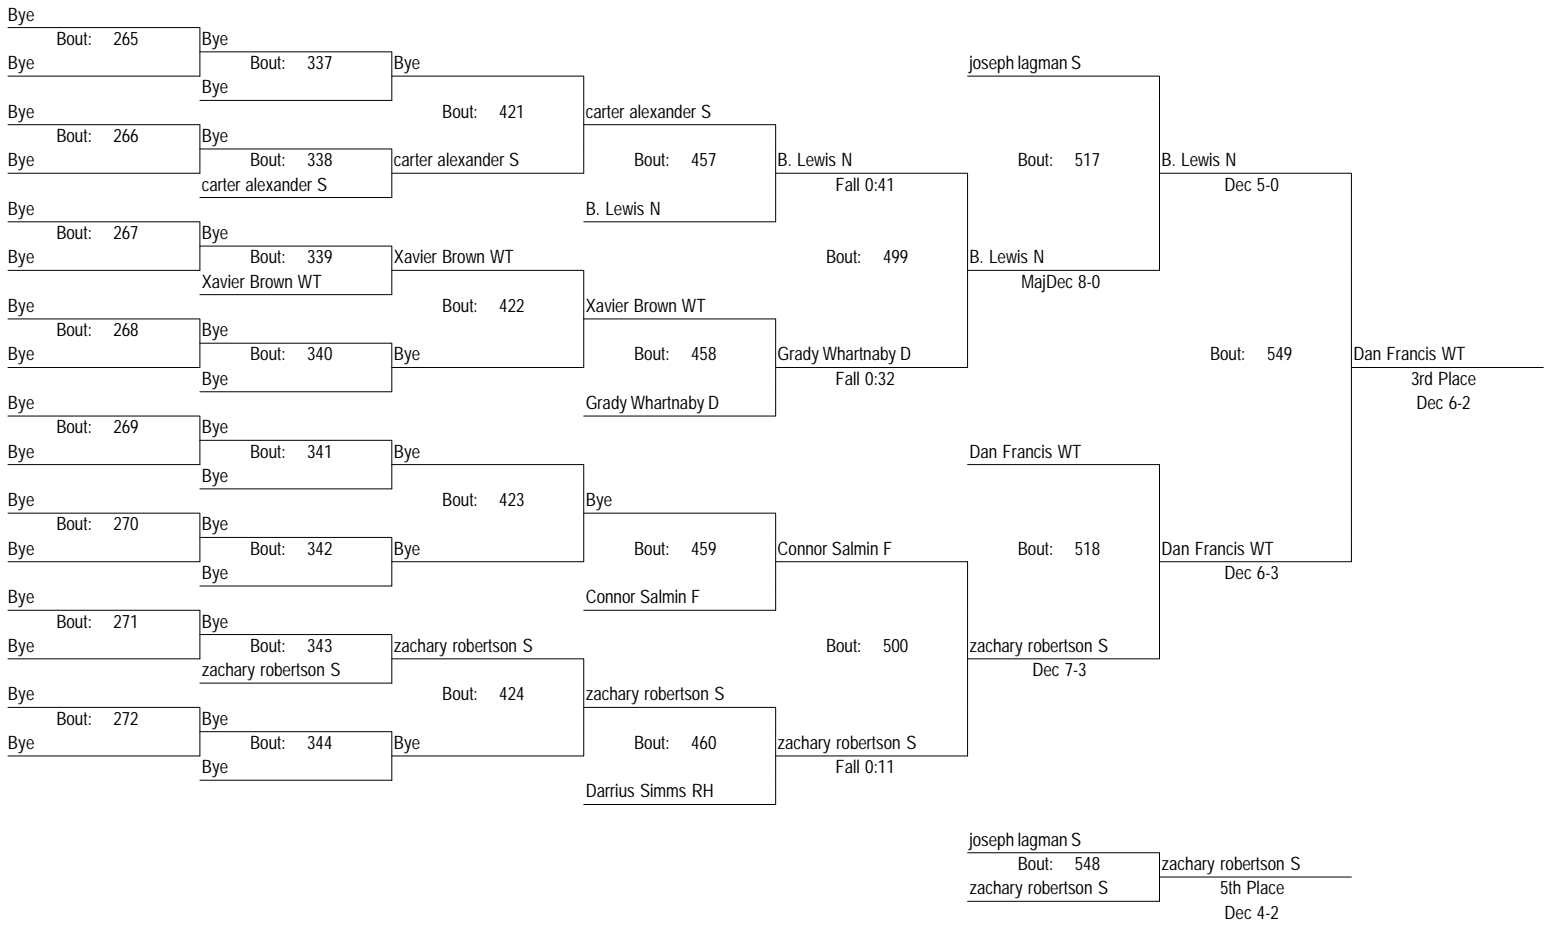 Bye
Bout: 265
Bye
Bye
Bout: 337
Bye
Bye
joseph lagman S
Bye
Bout: 421
carter alexander S
Bye
Bout: 266
Bye
Bye
Bout: 338
carter alexander S
carter alexander S
Bout: 457
B. Lewis N
Fall 0:41
Bout: 517
B. Lewis N
Dec 5-0
B. Lewis N
Bye
Bout: 267
Bye
Bye
Bout: 339
Xavier Brown WT
Xavier Brown WT
Bout: 499
B. Lewis N
MajDec 8-0
Bout: 422
Xavier Brown WT
Bye
Bout: 268
Bye
Bye
Bout: 340
Bye
Bye
Bout: 458
Grady Whartnaby D
Fall 0:32
Bout: 549
Dan Francis WT
3rd Place
Dec 6-2
Grady Whartnaby D
Bye
Bout: 269
Bye
Bye
Bout: 341
Bye
Bye
Dan Francis WT
Bout: 423
Bye
Bye
Bout: 270
Bye
Bye
Bout: 342
Bye
Bye
Bout: 459
Connor Salmin F
Bout: 518
Dan Francis WT
Dec 6-3
Connor Salmin F
Bye
Bout: 271
Bye
Bye
Bout: 343
zachary robertson S
zachary robertson S
Bout: 500
zachary robertson S
Dec 7-3
Bout: 424
zachary robertson S
Bye
Bout: 272
Bye
Bye
Bout: 344
Bye
Bye
Bout: 460
zachary robertson S
Fall 0:11
Darrius Simms RH
joseph lagman S
Bout: 548
zachary robertson S
zachary robertson S
5th Place
Dec 4-2